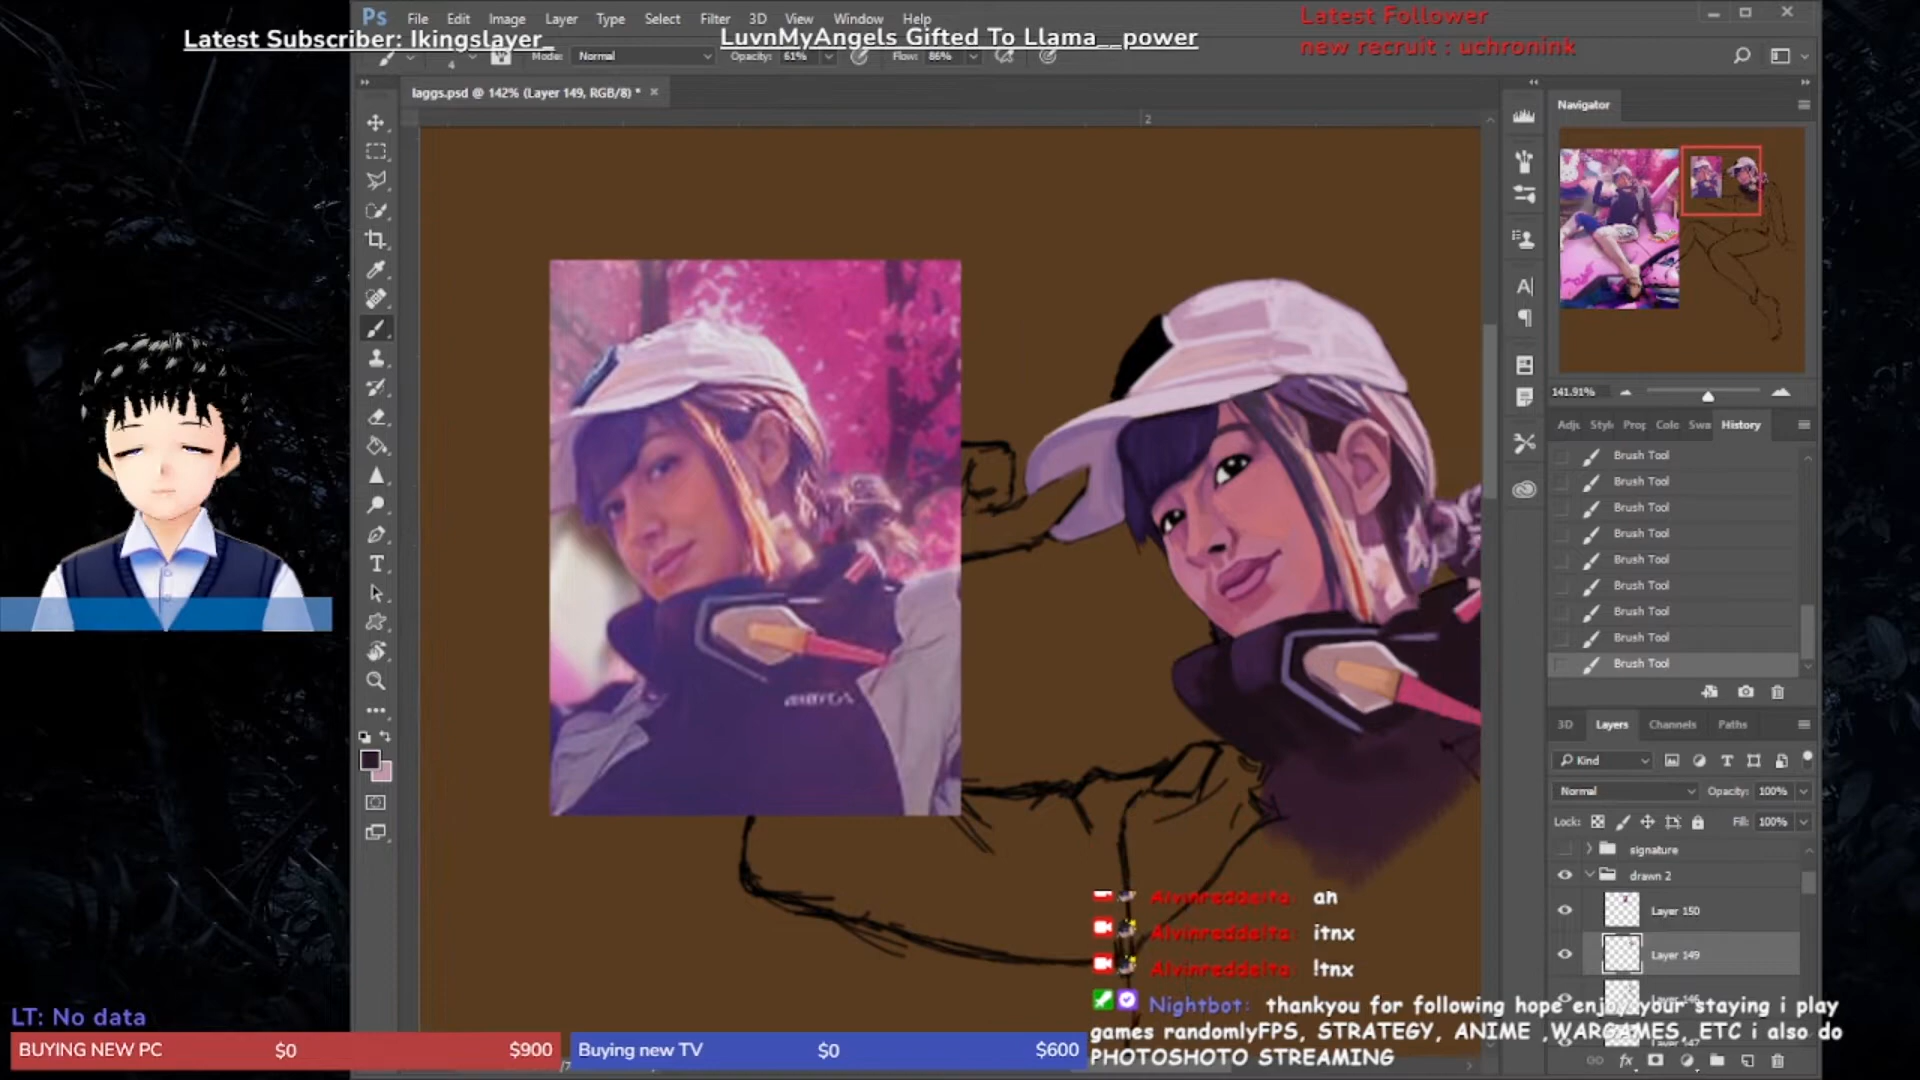 Ps File Edit Image Layer Type Select Filter 3D View Window Help
Latest Subscriber: Ikingslayer_
LuvnMyAngels Gifted To Llama__power
Latest Follower
new recruit : uchronink
4 Mode: Normal Opacity: 61% Flow: 86%
laggs.psd @ 142% (Layer 149, RGB/8) *
2
Navigator
141.91%
Adj Style Prop Colo Swa History
Brush Tool
Brush Tool
Brush Tool
Brush Tool
Brush Tool
Brush Tool
Brush Tool
Brush Tool
Brush Tool
3D Layers Channels Paths
Kind
Normal Opacity: 100%
Lock: Fill: 100%
signature
drawn 2
Layer 150
Layer 149
Alvinreddelta: an
Alvinreddelta: itnx
Alvinreddelta: !tnx
Nightbot: thankyou for following hope enjoy your staying i play
games randomlyFPS, STRATEGY, ANIME ,WARGAMES, ETC i also do
PHOTOSHOTO STREAMING
LT: No data
BUYING NEW PC $0 $900
Buying new TV $0 $600